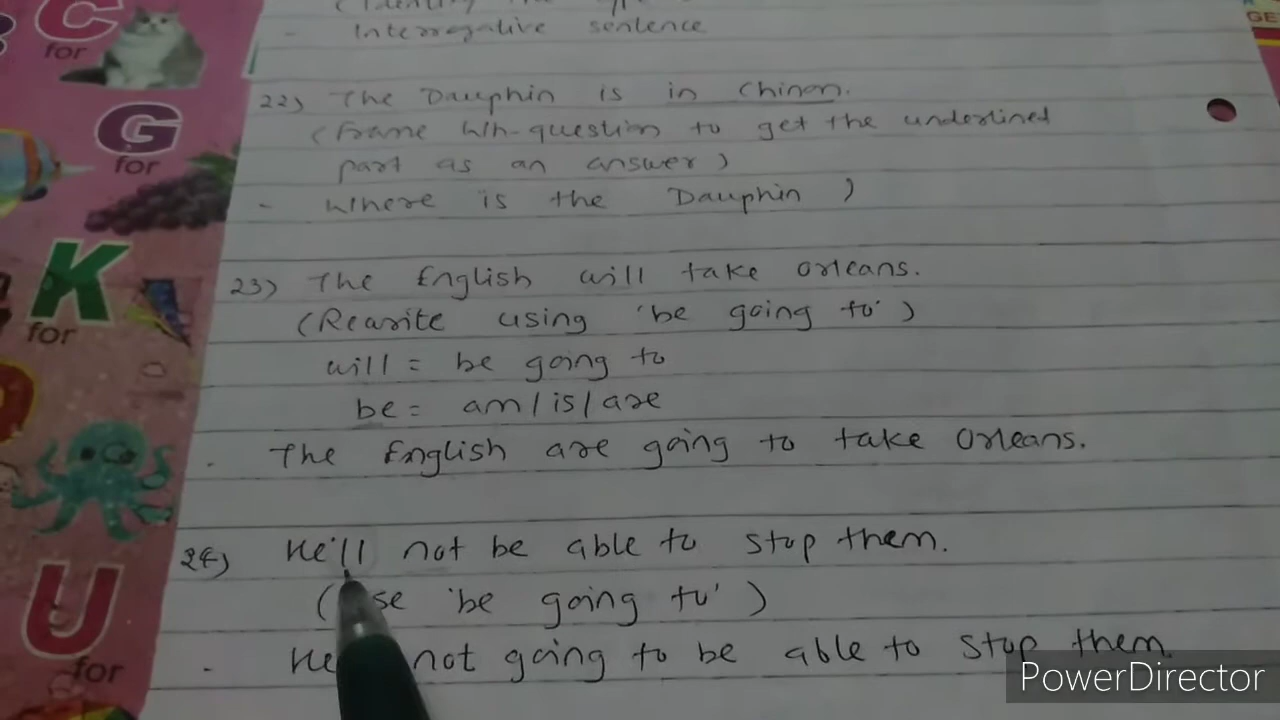 Interrogative sentence
22) The Dauphin is in Chinon.
(Frame Wh-question to get the underlined
part as an answer)
- Where is the Dauphin )
23) The English will take Orleans.
(Rewrite using 'be going to')
will = be going to
be = am/is/are
. The English are going to take Orleans.
24) He'll not be able to stop them.
( se 'be going to')
. He not going to be able to stop them.
C
for
G
for
K
for
U
for
GE
PowerDirector